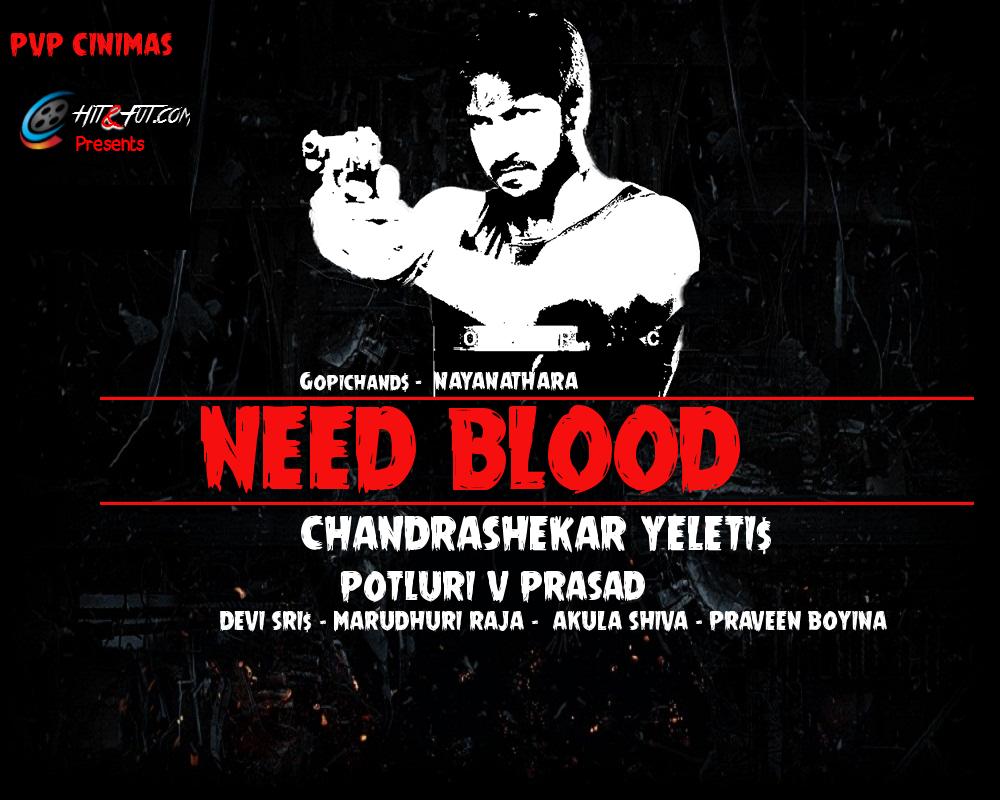 PVP CINIMAS
HIT&FUT.COM
Presents
GOPICHAND$ - NAYANATHARA
NEED BLOOD
CHANDRASHEKAR YELETI$
POTLURI V PRASAD
DEVI SRI$ - MARUDHURI RAJA - AKULA SHIVA - PRAVEEN BOYINA